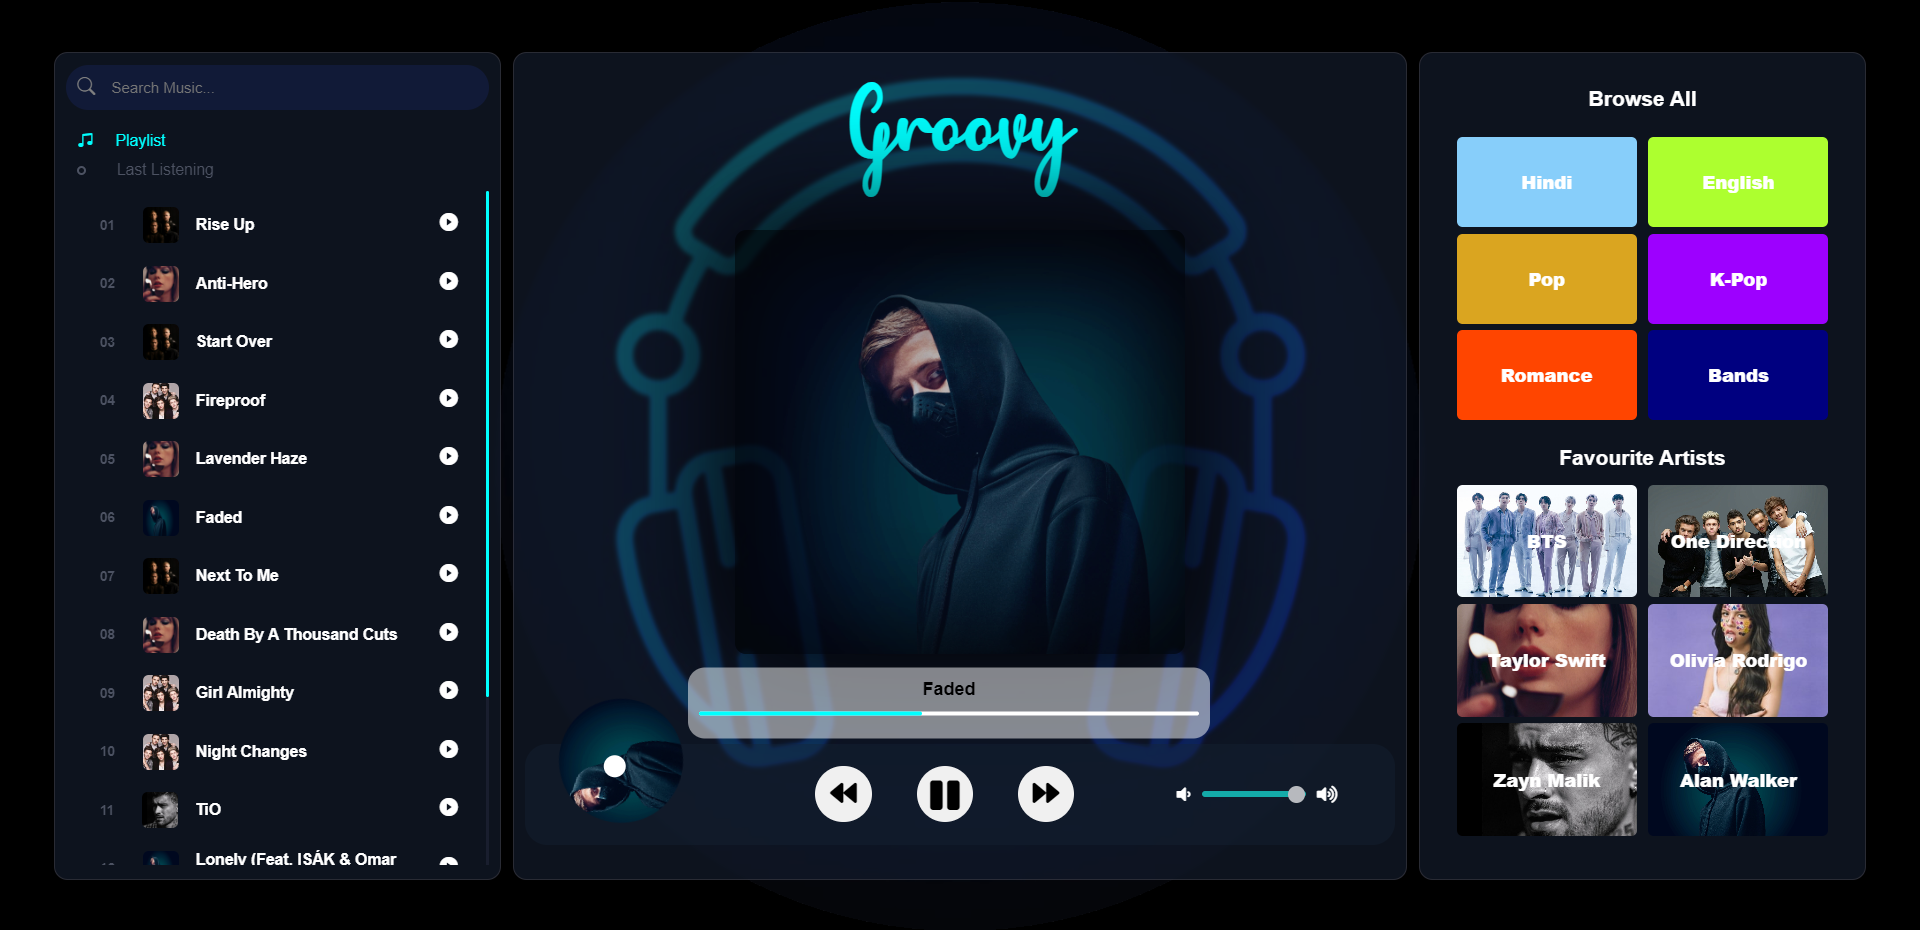 Search Music...
Playlist
Last Listening
01 Rise Up
02 Anti-Hero
03 Start Over
04 Fireproof
05 Lavender Haze
06 Faded
07 Next To Me
08 Death By A Thousand Cuts
09 Girl Almighty
10 Night Changes
11 TiO
Lonely (Feat. ISÁK & Omar
Groovy
Faded
Browse All
Hindi English
Pop K-Pop
Romance Bands
Favourite Artists
BTS One Direction
Taylor Swift Olivia Rodrigo
Zayn Malik Alan Walker